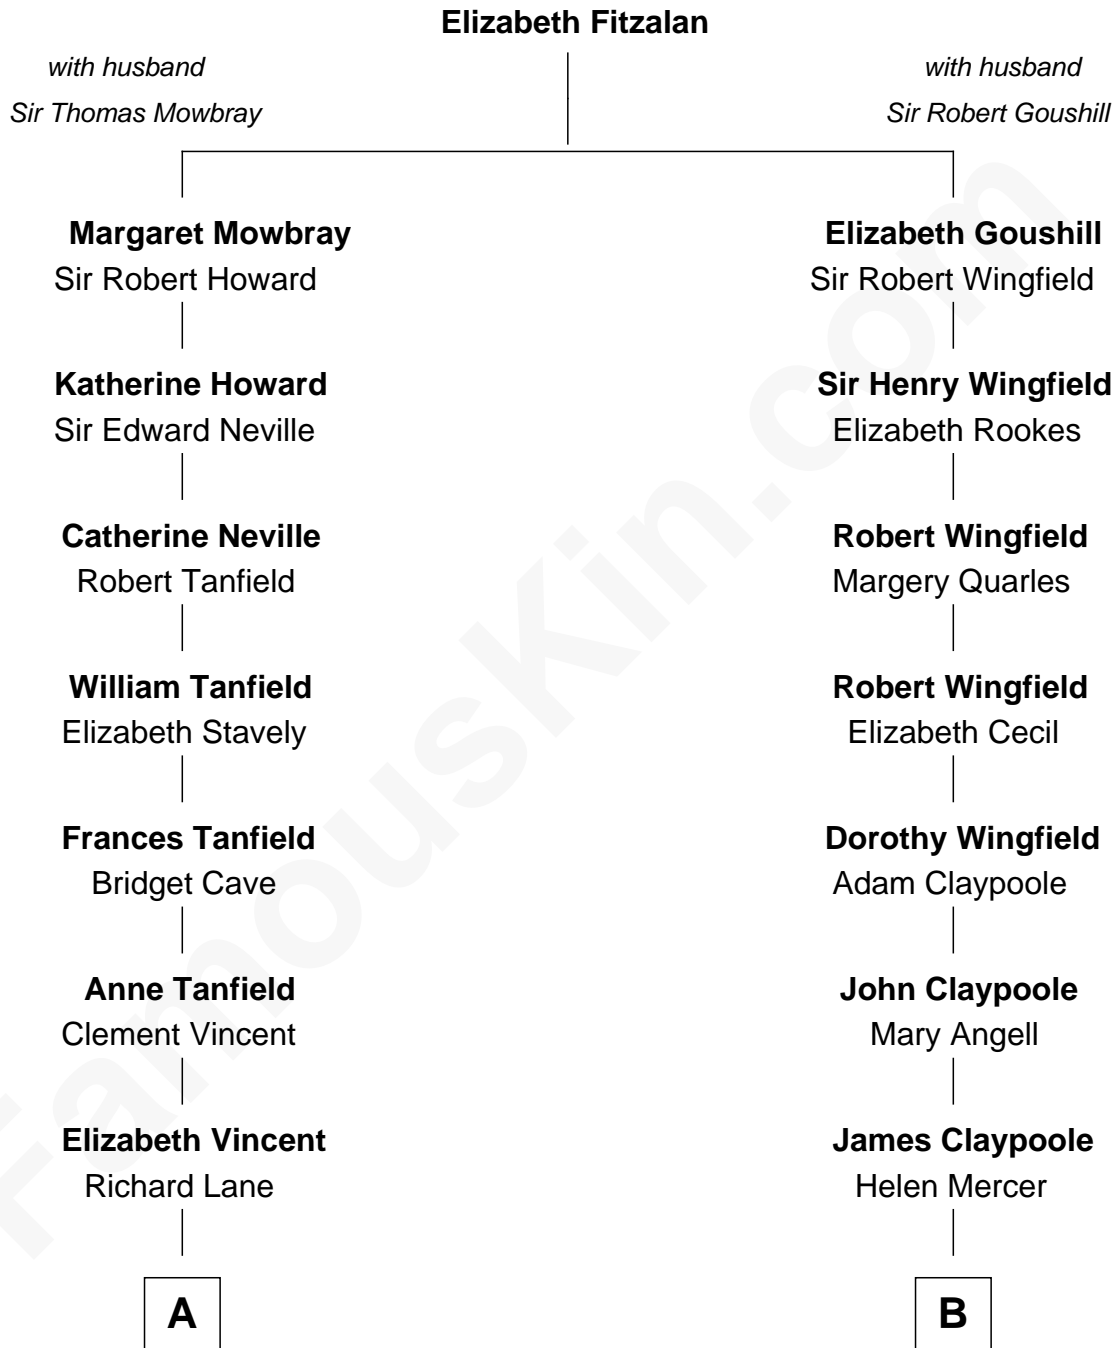 Elizabeth Fitzalan
with husband
Sir Thomas Mowbray
with husband
Sir Robert Goushill
Margaret Mowbray
Sir Robert Howard
Katherine Howard
Sir Edward Neville
Catherine Neville
Robert Tanfield
William Tanfield
Elizabeth Stavely
Frances Tanfield
Bridget Cave
Anne Tanfield
Clement Vincent
Elizabeth Vincent
Richard Lane
A
Elizabeth Goushill
Sir Robert Wingfield
Sir Henry Wingfield
Elizabeth Rookes
Robert Wingfield
Margery Quarles
Robert Wingfield
Elizabeth Cecil
Dorothy Wingfield
Adam Claypoole
John Claypoole
Mary Angell
James Claypoole
Helen Mercer
B
FamousKin.com